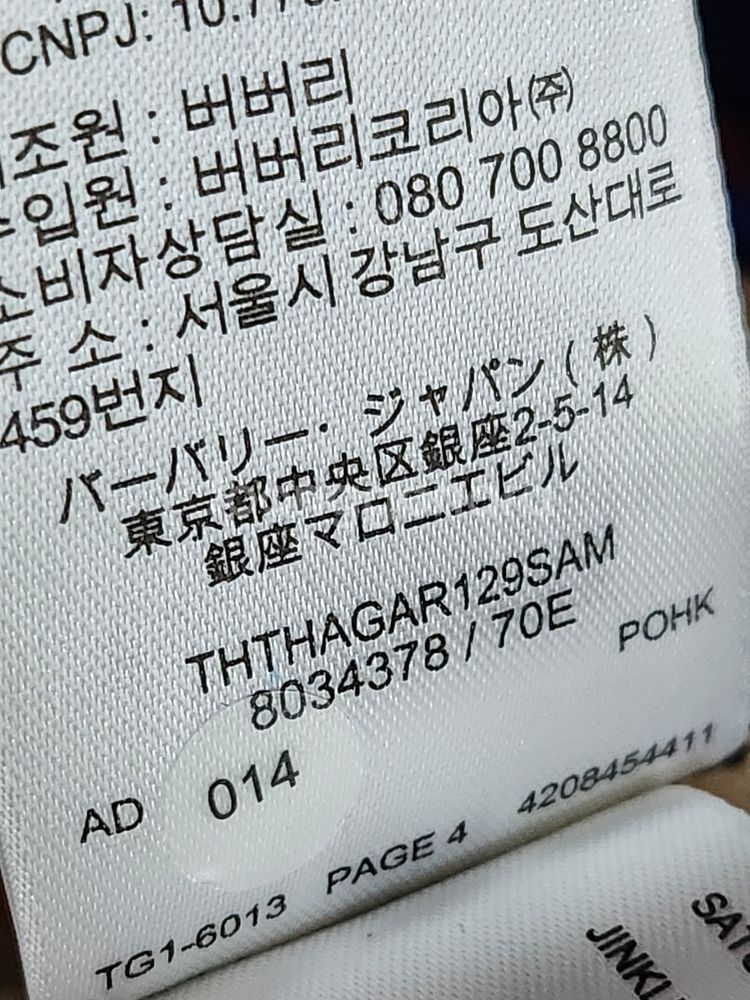 CNPJ: 10.77
조원 : 버버리
입원 : 버버리코리아㈜
소비자상담실 : 080 700 8800
주 소 : 서울시 강남구 도산대로
459번지
バーバリー・ジャパン ( 株 )
東京都中央区銀座2-5-14
銀座マロニエビル
THTHAGAR129SAM
8034378 / 70E
POHK
AD 014
TG1-6013 PAGE 4 4208454411
SAT
JINKI